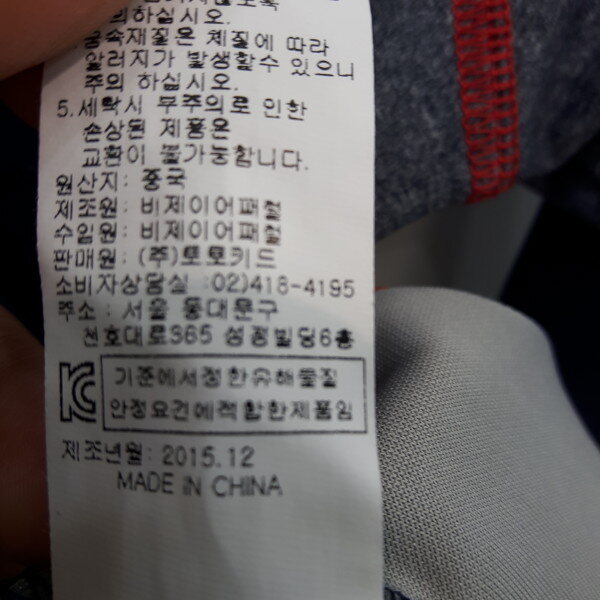 하십시오.
금속재질은 체질에 따라
알러지가 발생할수 있으니
주의 하십시오.
5. 세탁시 부주의로 인한
손상된 제품은
교환이 불가능합니다.
원산지: 중국
제조원: 비제이어패럴
수입원: 비제이어패럴
판매원: (주)토토키드
소비자상담실 :02)418-4195
주소: 서울 동대문구
천호대로365 성정빌딩6층
기준에서정한유해물질
안정요건에적합한제품임
제조년월: 2015.12
MADE IN CHINA